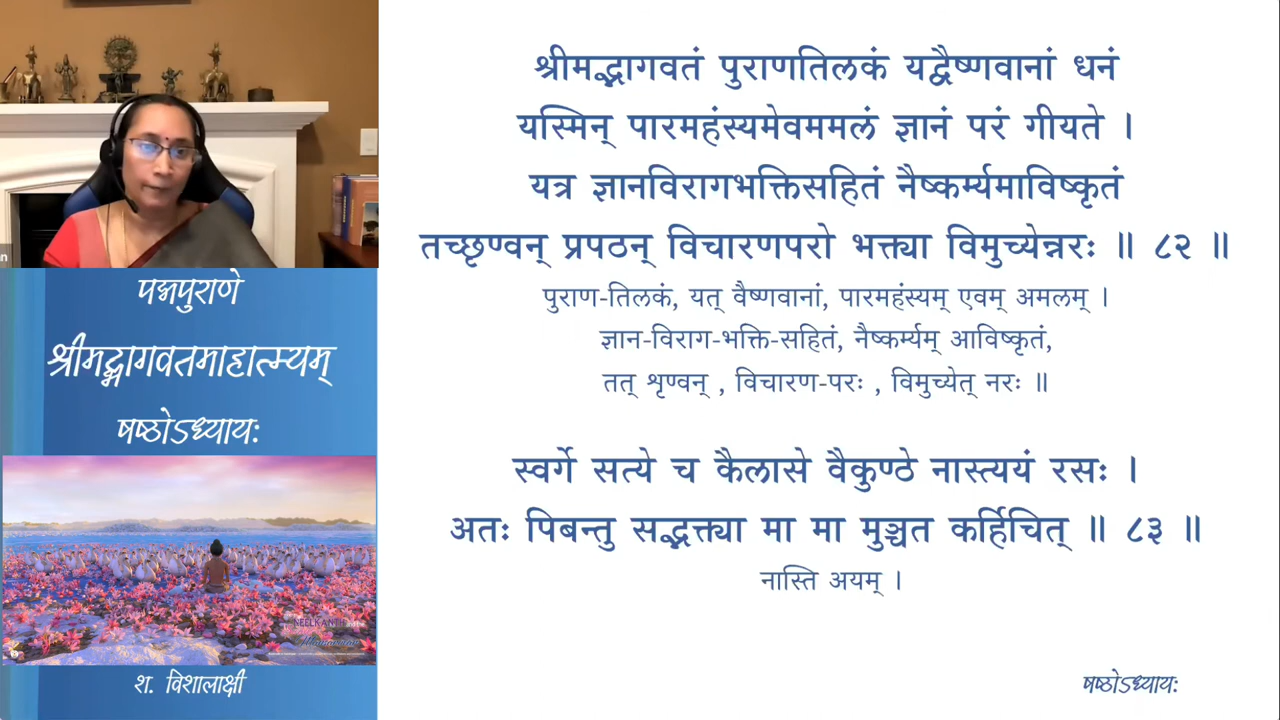 श्रीमद्भागवतं पुराणतिलकं यद्वैष्णवानां धनं
यस्मिन् पारमहंस्यमेवममलं ज्ञानं परं गीयते ।
यत्र ज्ञानविरागभक्तिसहितं नैष्कर्म्यमाविष्कृतं
तच्छृण्वन् प्रपठन् विचारणपरो भक्त्या विमुच्येन्नरः ॥ ८२ ॥
पुराण-तिलकं, यत् वैष्णवानां, पारमहंस्यम् एवम् अमलम् ।
ज्ञान-विराग-भक्ति-सहितं, नैष्कर्म्यम् आविष्कृतं,
तत् शृण्वन् , विचारण-परः , विमुच्येत् नरः ॥
स्वर्गे सत्ये च कैलासे वैकुण्ठे नास्त्ययं रसः ।
अतः पिबन्तु सद्भक्त्या मा मा मुञ्चत कर्हिचित् ॥ ८३ ॥
नास्ति अयम् ।
षष्ठोऽध्यायः
पद्मपुराणे
श्रीमद्भागवतमाहात्म्यम्
षष्ठोऽध्यायः
NEELKANTH
श. विशालाक्षी